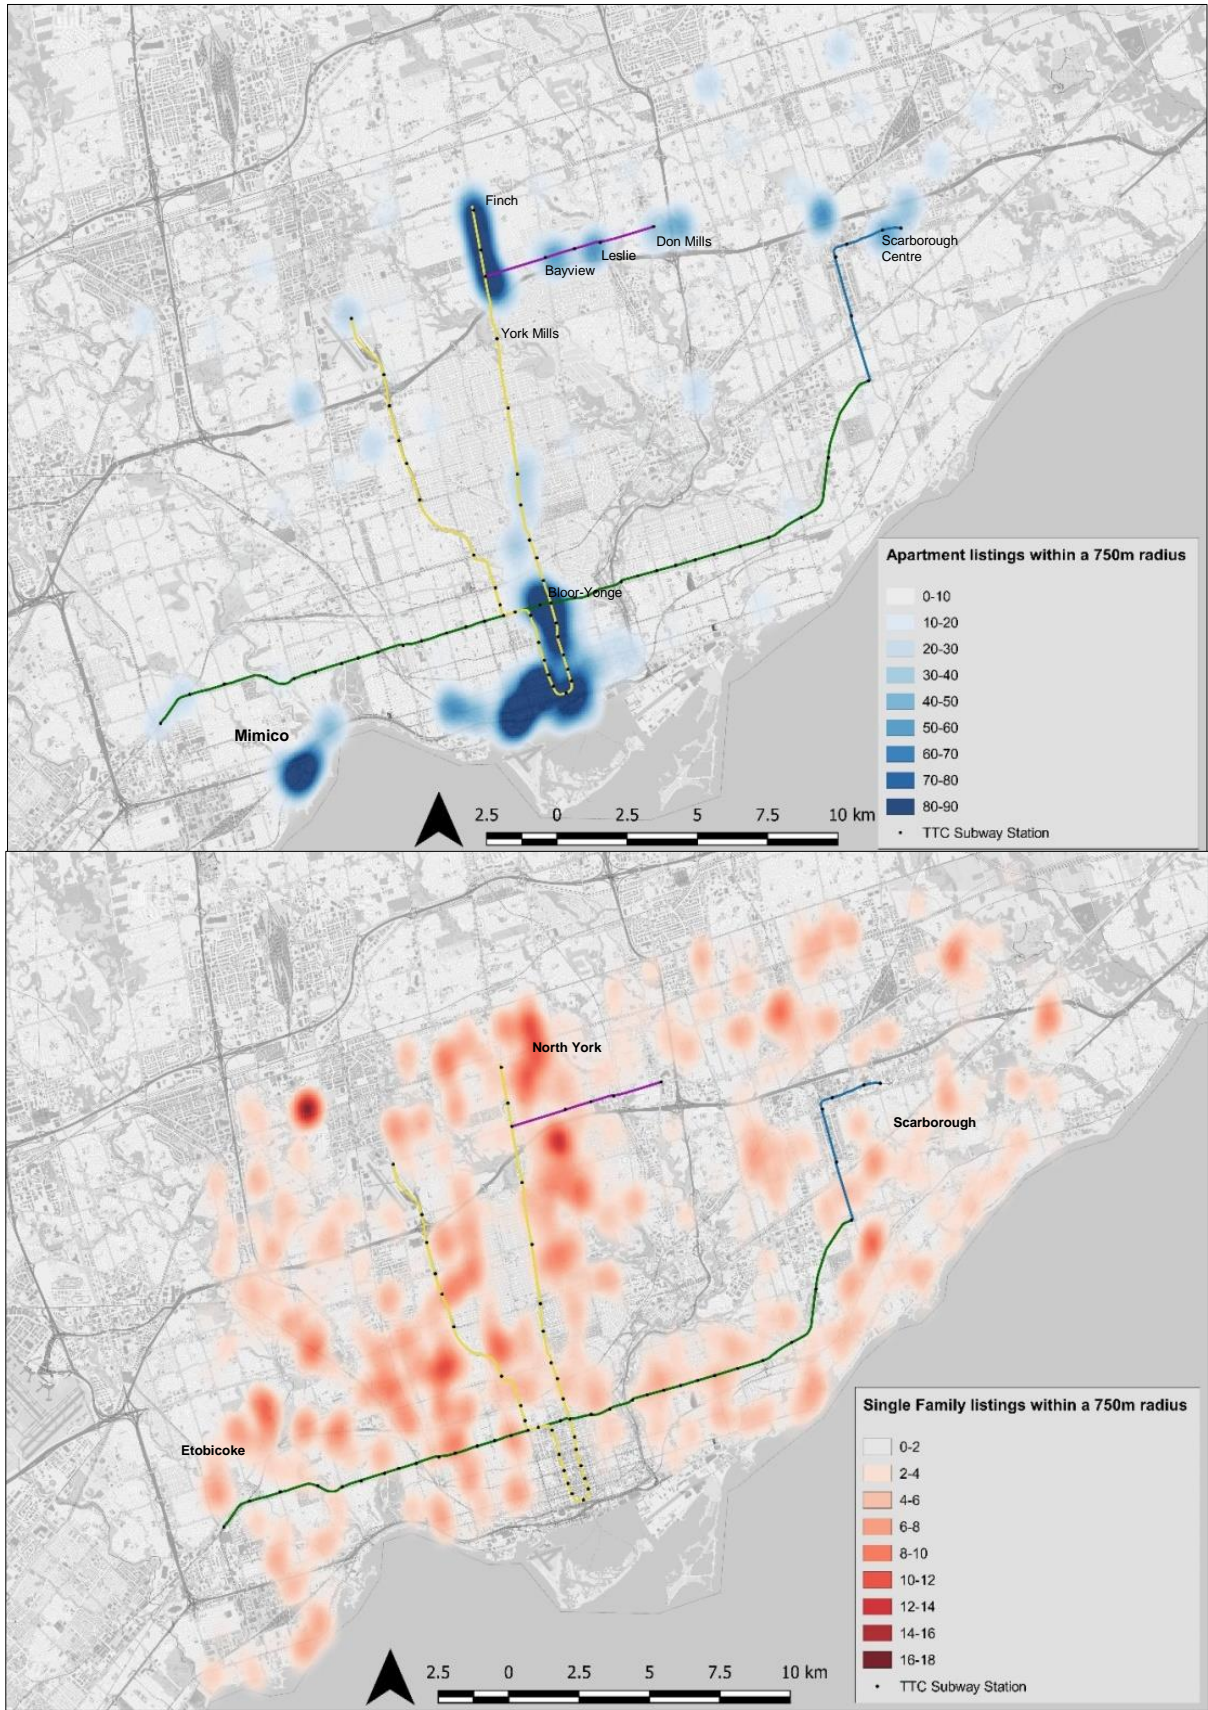 Finch
Don Mills
Leslie
Bayview
Scarborough
Centre
York Mills
Bloor-Yonge
Mimico
Apartment listings within a 750m radius
0-10
10-20
20-30
30-40
40-50
50-60
60-70
70-80
80-90
TTC Subway Station
2.5 0 2.5 5 7.5 10 km
North York
Scarborough
Etobicoke
Single Family listings within a 750m radius
0-2
2-4
4-6
6-8
8-10
10-12
12-14
14-16
16-18
TTC Subway Station
2.5 0 2.5 5 7.5 10 km